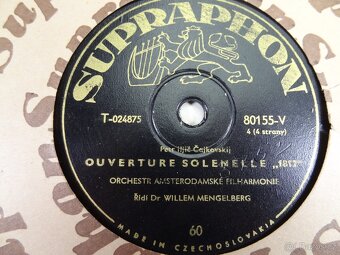 SUPRAPHON
T-024875
80155-V
4 (4 strany)
Petr Iljič Čajkovskij
OUVERTURE SOLENELLE „1812"
ORCHESTR AMSTERODAMSKÉ FILHARMONIE
Řídí Dr WILLEM MENGELBERG
60
MADE IN CZECHOSLOVAKIA